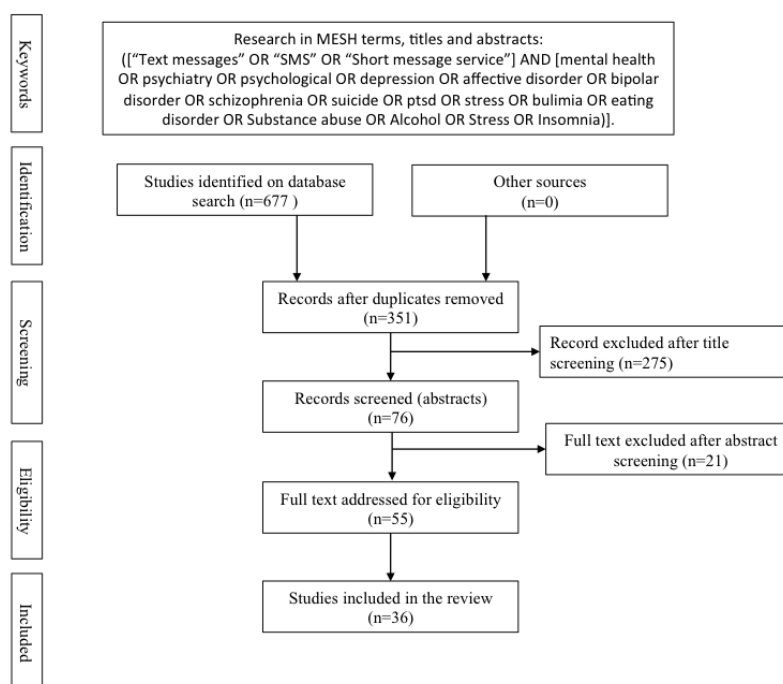 Keywords
Research in MESH terms, titles and abstracts:
([“Text messages” OR “SMS” OR “Short message service”] AND [mental health
OR psychiatry OR psychological OR depression OR affective disorder OR bipolar
disorder OR schizophrenia OR suicide OR ptsd OR stress OR bulimia OR eating
disorder OR Substance abuse OR Alcohol OR Stress OR Insomnia)].
Identification
Studies identified on database
search (n=677 )
Other sources
(n=0)
Screening
Records after duplicates removed
(n=351)
Record excluded after title
screening (n=275)
Records screened (abstracts)
(n=76)
Full text excluded after abstract
screening (n=21)
Eligibility
Full text addressed for eligibility
(n=55)
Included
Studies included in the review
(n=36)